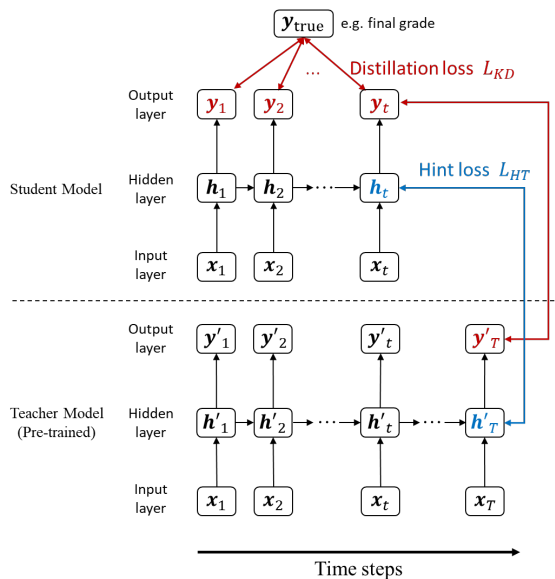 y_true e.g. final grade
... Distillation loss L_KD
Output layer y_1 y_2 y_t
Hint loss L_HT
Student Model Hidden layer h_1 h_2 ... h_t
Input layer x_1 x_2 x_t
Output layer y'_1 y'_2 y'_t y'_T
Teacher Model (Pre-trained) Hidden layer h'_1 h'_2 ... h'_t ... h'_T
Input layer x_1 x_2 x_t x_T
Time steps